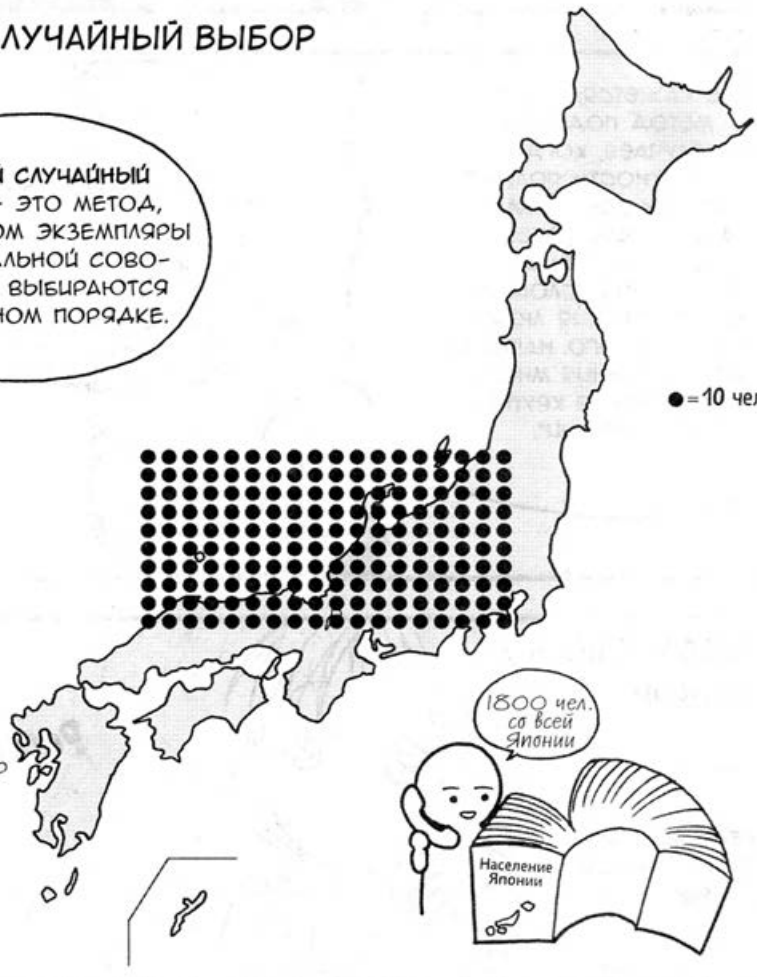 ЛУЧАЙНЫЙ ВЫБОР
Й СЛУЧАЙНЫЙ
– ЭТО МЕТОД,
ОМ ЭКЗЕМПЛЯРЫ
АЛЬНОЙ СОВО-
ВЫБИРАЮТСЯ
НОМ ПОРЯДКЕ.
=10 чел
1800 чел.
со всей
Японии
Население
Японии